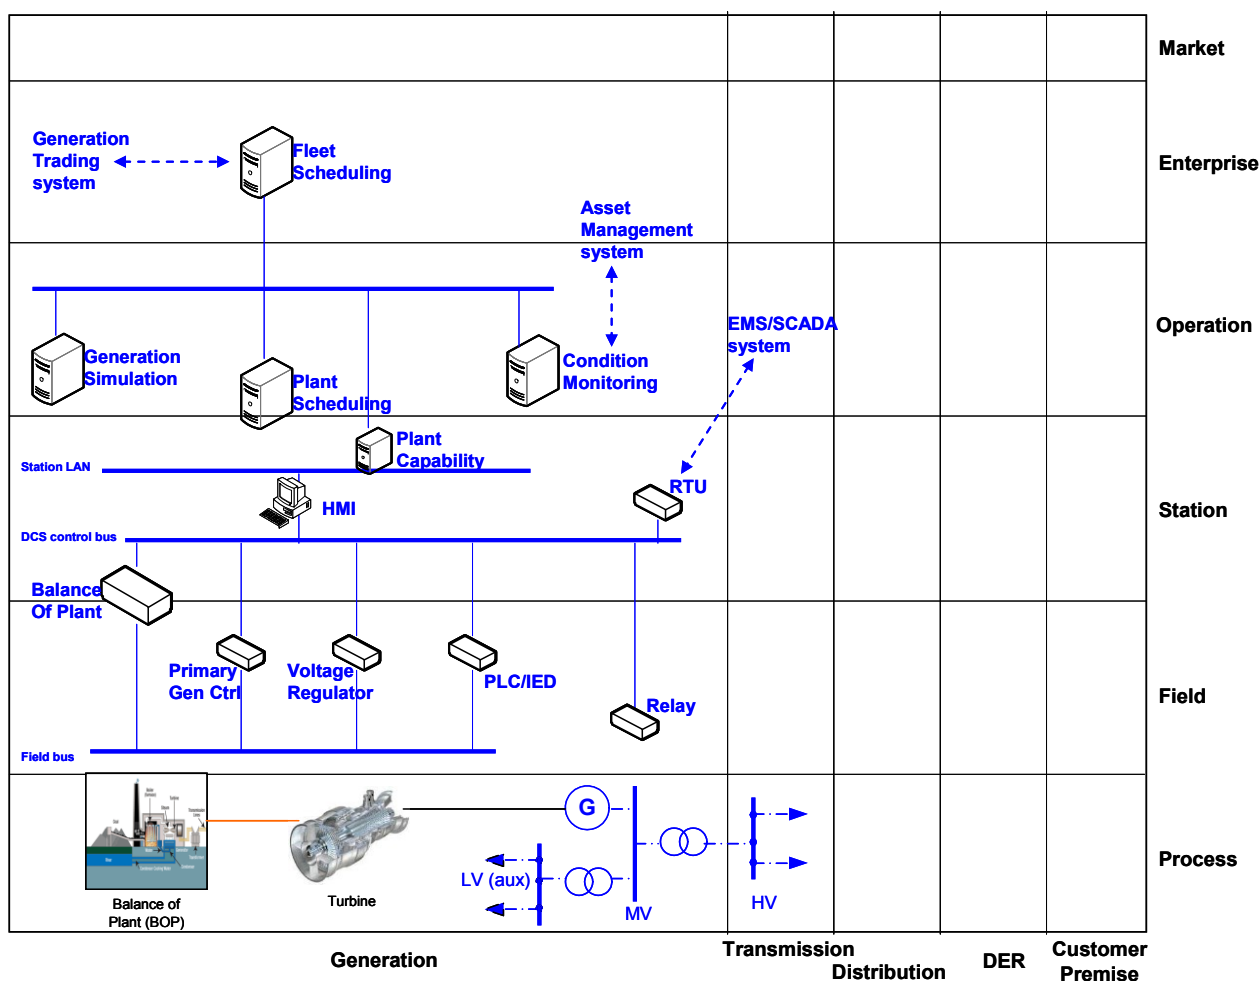 Market
Generation
Trading
system
Fleet
Scheduling
Enterprise
Asset
Management
system
Operation
EMS/SCADA
system
Generation
Simulation
Plant
Scheduling
Condition
Monitoring
Plant
Capability
Station LAN
RTU
HMI
Station
DCS control bus
Balance
Of Plant
Primary
Gen Ctrl
Voltage
Regulator
PLC/IED
Relay
Field
Field bus
G
LV (aux)
MV
HV
Process
Balance of
Plant (BOP)
Turbine
Generation
Transmission
Distribution
DER
Customer
Premise